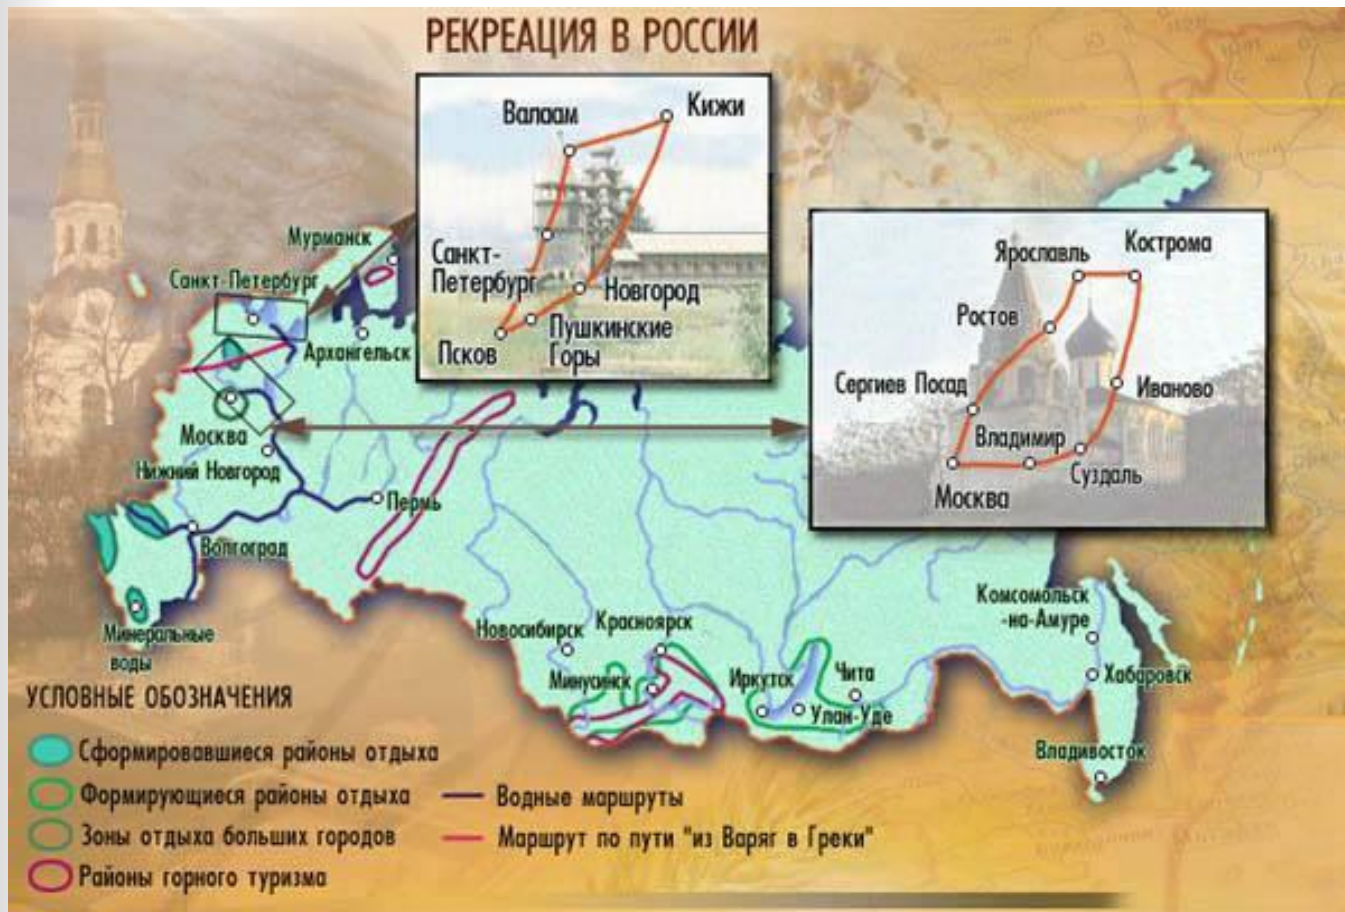 РЕКРЕАЦИЯ В РОССИИ
Валаам
Кижи
Санкт-
Петербург
Новгород
Пушкинские
Горы
Псков
Ярославль
Кострома
Ростов
Сергиев Посад
Иваново
Владимир
Суздаль
Москва
Мурманск
Санкт-Петербург
Архангельск
Москва
Нижний Новгород
Пермь
Волгоград
Минеральные
воды
Новосибирск
Красноярск
Минусинск
Иркутск
Чита
Улан-Уде
Комсомольск
-на-Амуре
Хабаровск
Владивосток
УСЛОВНЫЕ ОБОЗНАЧЕНИЯ
Сформировавшиеся районы отдыха
Формирующиеся районы отдыха
Зоны отдыха больших городов
Районы горного туризма
Водные маршруты
Маршрут по пути "из Варяг в Греки"